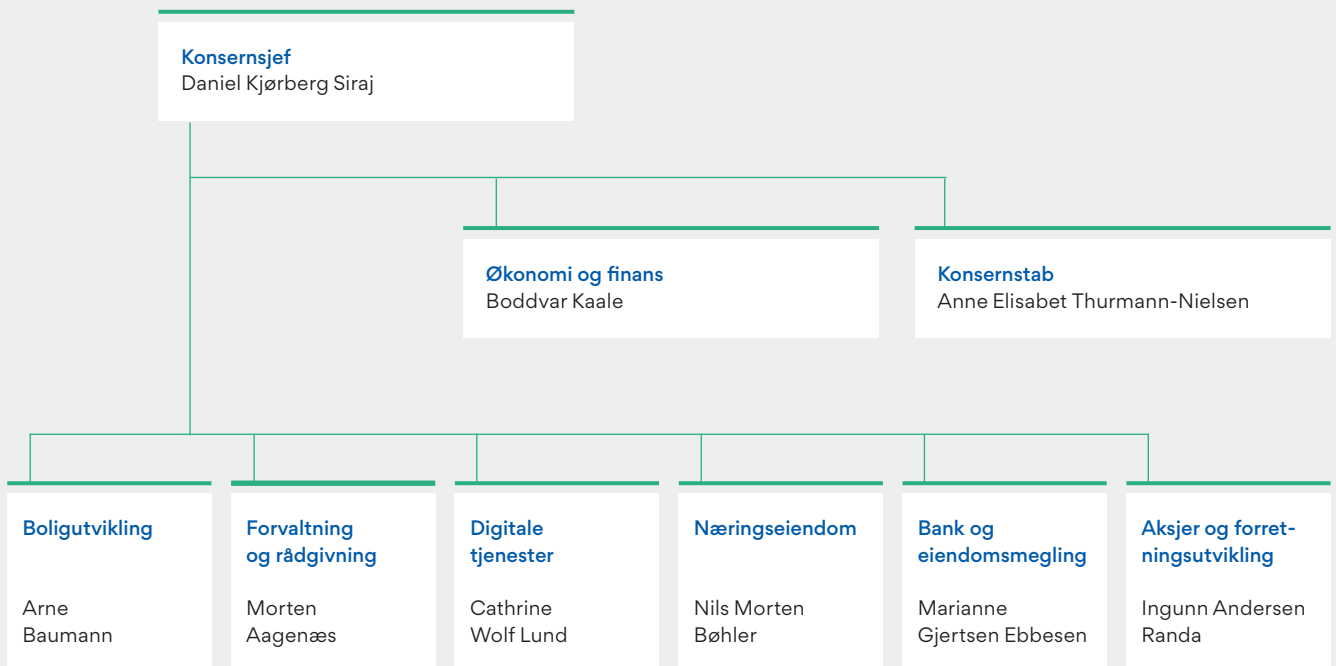 Konsernsjef
Daniel Kjørberg Siraj
Økonomi og finans
Boddvar Kaale
Konsernstab
Anne Elisabet Thurmann-Nielsen
Boligutvikling
Arne
Baumann
Forvaltning
og rådgivning
Morten
Aagenæs
Digitale
tjenester
Cathrine
Wolf Lund
Næringseiendom
Nils Morten
Bøhler
Bank og
eiendomsmegling
Marianne
Gjertsen Ebbesen
Aksjer og forret-
ningsutvikling
Ingunn Andersen
Randa